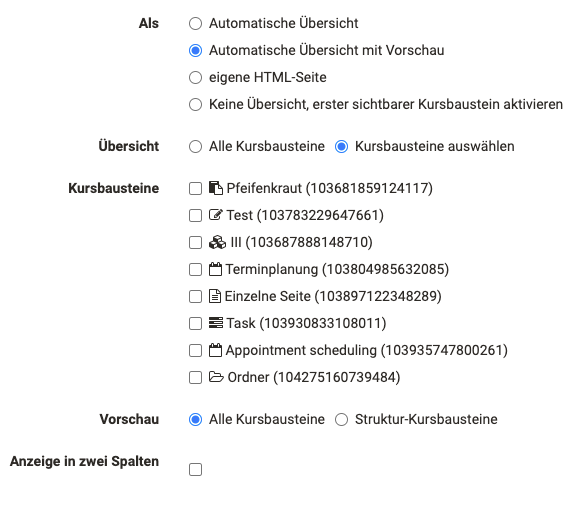 Als
Automatische Übersicht
Automatische Übersicht mit Vorschau
eigene HTML-Seite
Keine Übersicht, erster sichtbarer Kursbaustein aktivieren
Übersicht
Alle Kursbausteine Kursbausteine auswählen
Kursbausteine
Pfeifenkraut (103681859124117)
Test (103783229647661)
III (103687888148710)
Terminplanung (103804985632085)
Einzelne Seite (103897122348289)
Task (103930833108011)
Appointment scheduling (103935747800261)
Ordner (104275160739484)
Vorschau
Alle Kursbausteine Struktur-Kursbausteine
Anzeige in zwei Spalten